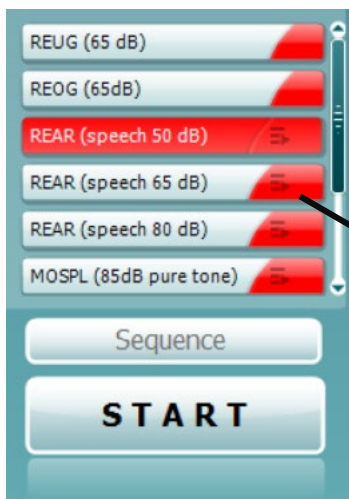 REUG (65 dB)
REOG (65dB)
REAR (speech 50 dB)
REAR (speech 65 dB)
REAR (speech 80 dB)
MOSPL (85dB pure tone)
Sequence
START